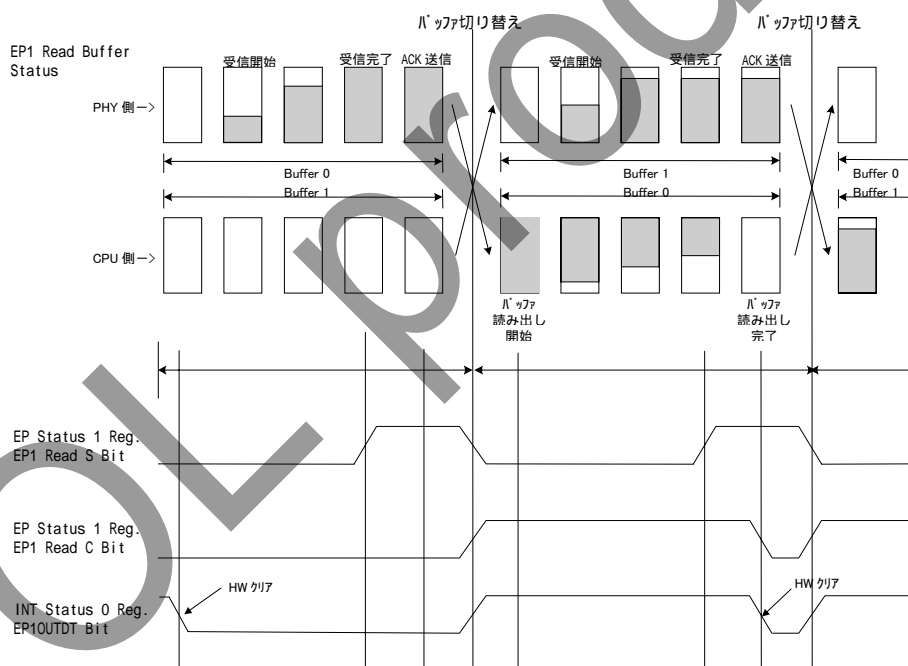 バッファ切り替え バッファ切り替え
EP1 Read Buffer
Status
受信開始 受信完了 ACK 送信 受信開始 受信完了 ACK 送信
PHY 側ー>
Buffer 0 Buffer 1 Buffer 0
Buffer 1 Buffer 0 Buffer 1
CPU 側ー>
バッファ
読み出し
開始
バッファ
読み出し
完了
EP Status 1 Reg.
EP1 Read S Bit
EP Status 1 Reg.
EP1 Read C Bit
HW クリア HW クリア
INT Status 0 Reg.
EP1OUTDT Bit